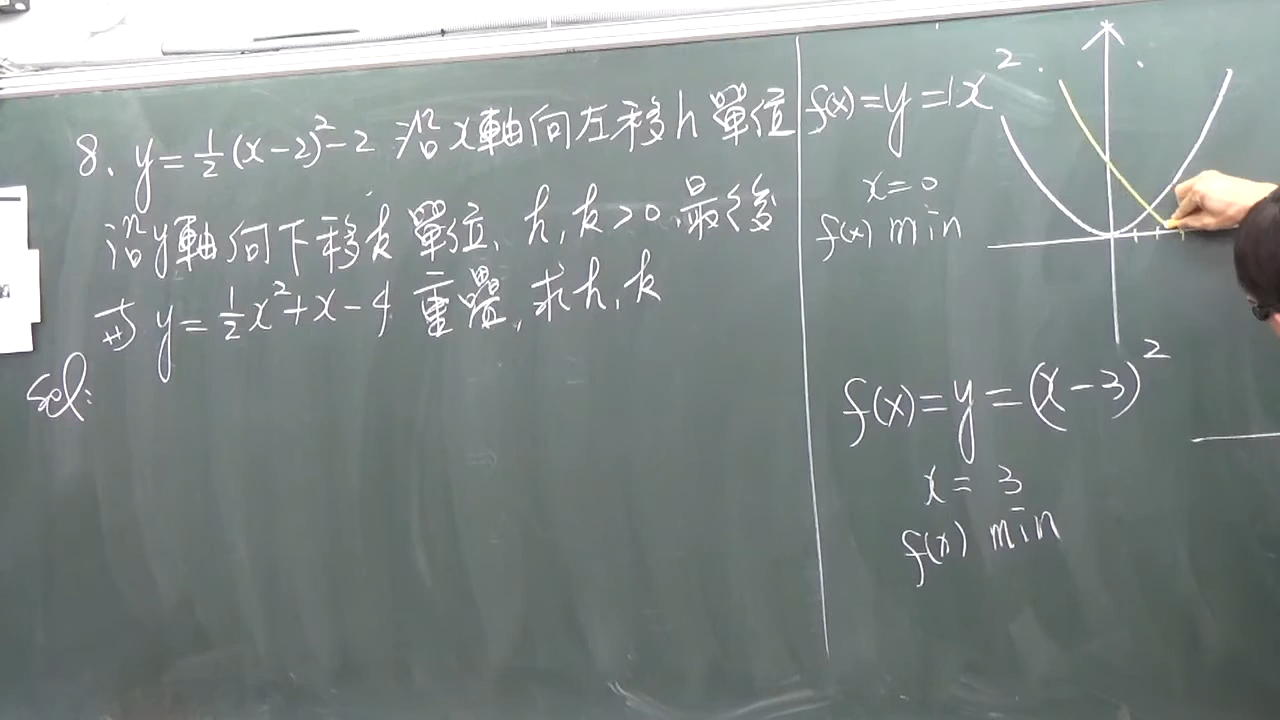 8. y=½(x-2)²-2 沿x軸向左移h單位
沿y軸向下移k單位, h, k>0, 最後
与 y=½x²+x-4 重疊, 求h, k
Sol:
f(x)=y=1x²
x=0
f(x) min
f(x)=y=(x-3)²
x=3
f(x) min